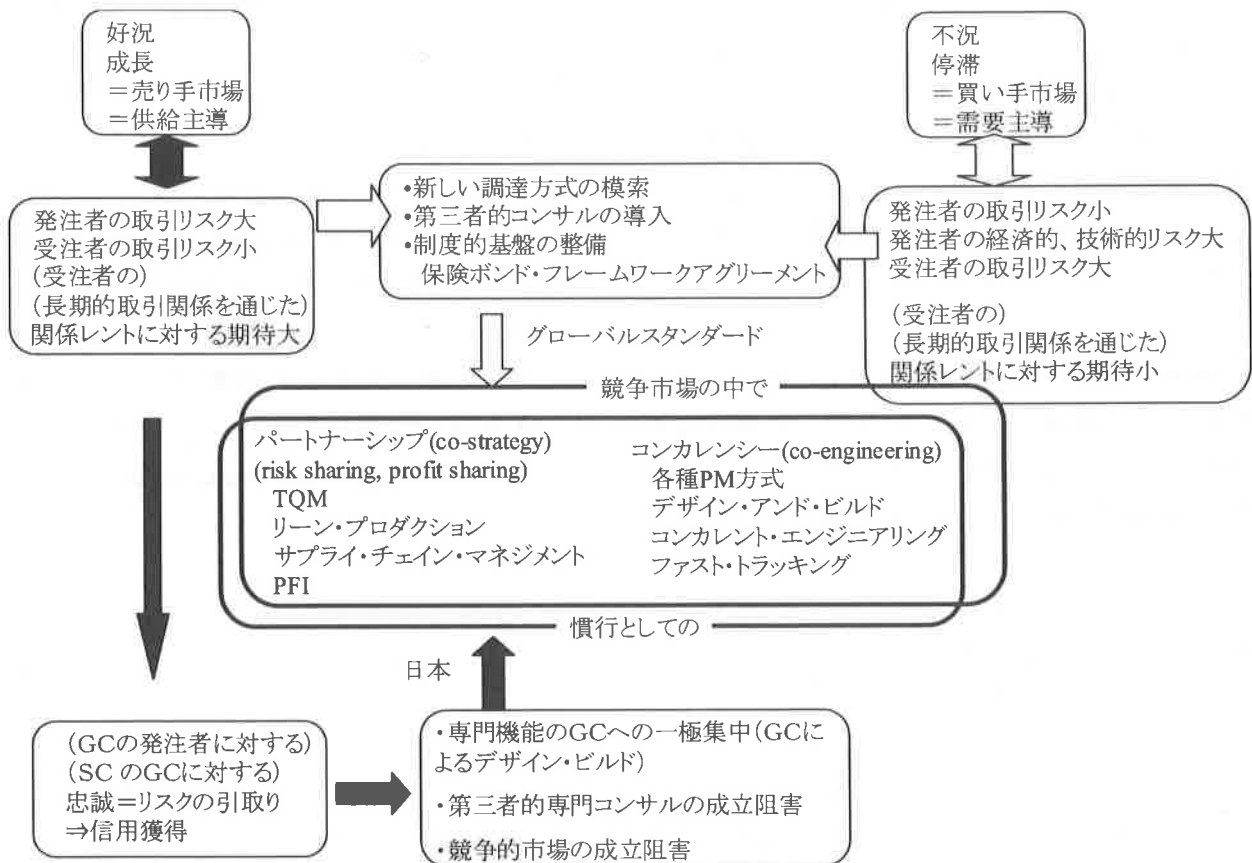 好況
成長
＝売り手市場
＝供給主導
不況
停滞
＝買い手市場
＝需要主導
発注者の取引リスク大
受注者の取引リスク小
(受注者の)
(長期的取引関係を通じた)
関係レントに対する期待大
・新しい調達方式の模索
・第三者的コンサルの導入
・制度的基盤の整備
保険ボンド・フレームワークアグリーメント
発注者の取引リスク小
発注者の経済的、技術的リスク大
受注者の取引リスク大
(受注者の)
(長期的取引関係を通じた)
関係レントに対する期待小
グローバルスタンダード
競争市場の中で
パートナーシップ(co-strategy)
(risk sharing, profit sharing)
TQM
リーン・プロダクション
サプライ・チェイン・マネジメント
PFI
コンカレンシー(co-engineering)
各種PM方式
デザイン・アンド・ビルド
コンカレント・エンジニアリング
ファスト・トラッキング
慣行としての
日本
(GCの発注者に対する)
(SC のGCに対する)
忠誠＝リスクの引取り
⇒信用獲得
・専門機能のGCへの一極集中(GCに
よるデザイン・ビルド)
・第三者的専門コンサルの成立阻害
・競争的市場の成立阻害